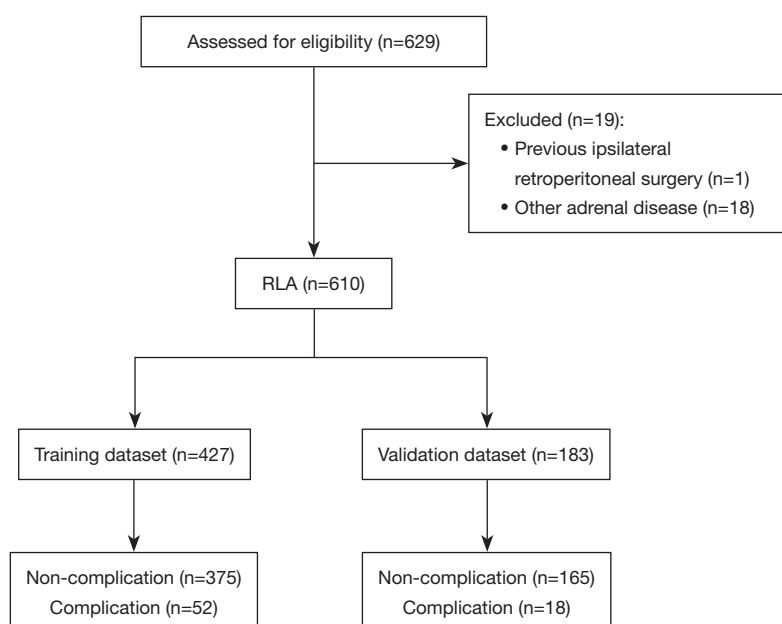 Assessed for eligibility (n=629)
Excluded (n=19):
• Previous ipsilateral
retroperitoneal surgery (n=1)
• Other adrenal disease (n=18)
RLA (n=610)
Training dataset (n=427)
Validation dataset (n=183)
Non-complication (n=375)
Complication (n=52)
Non-complication (n=165)
Complication (n=18)